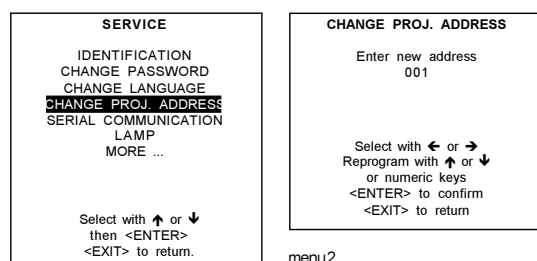 SERVICE
IDENTIFICATION
CHANGE PASSWORD
CHANGE LANGUAGE
CHANGE PROJ. ADDRESS
SERIAL COMMUNICATION
LAMP
MORE ...
Select with ↑ or ↓
then <ENTER>
<EXIT> to return.
CHANGE PROJ. ADDRESS
Enter new address
001
Select with ← or →
Reprogram with ↑ or ↓
or numeric keys
<ENTER> to confirm
<EXIT> to return
menu2